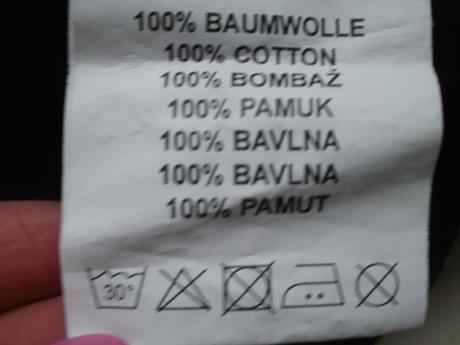 100% BAUMWOLLE
100% COTTON
100% BOMBAŽ
100% PAMUK
100% BAVLNA
100% BAVLNA
100% PAMUT
30°